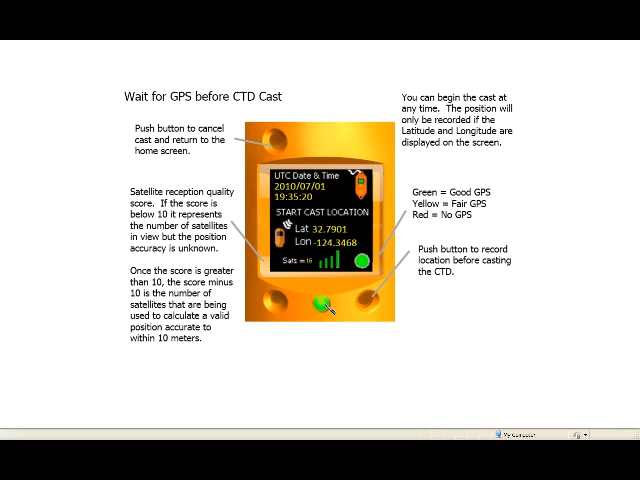 Wait for GPS before CTD Cast
You can begin the cast at
any time. The position will
only be recorded if the
Latitude and Longitude are
displayed on the screen.
Push button to cancel
cast and return to the
home screen.
UTC Date & Time
2010/07/01
19:35:20
START CAST LOCATION
Lat 32.7901
Lon -124.3468
Sats = 16
Satellite reception quality
score. If the score is
below 10 it represents
the number of satellites
in view but the position
accuracy is unknown.
Once the score is greater
than 10, the score minus
10 is the number of
satellites that are being
used to calculate a valid
position accurate to
within 10 meters.
Green = Good GPS
Yellow = Fair GPS
Red = No GPS
Push button to record
location before casting
the CTD.
My Computer